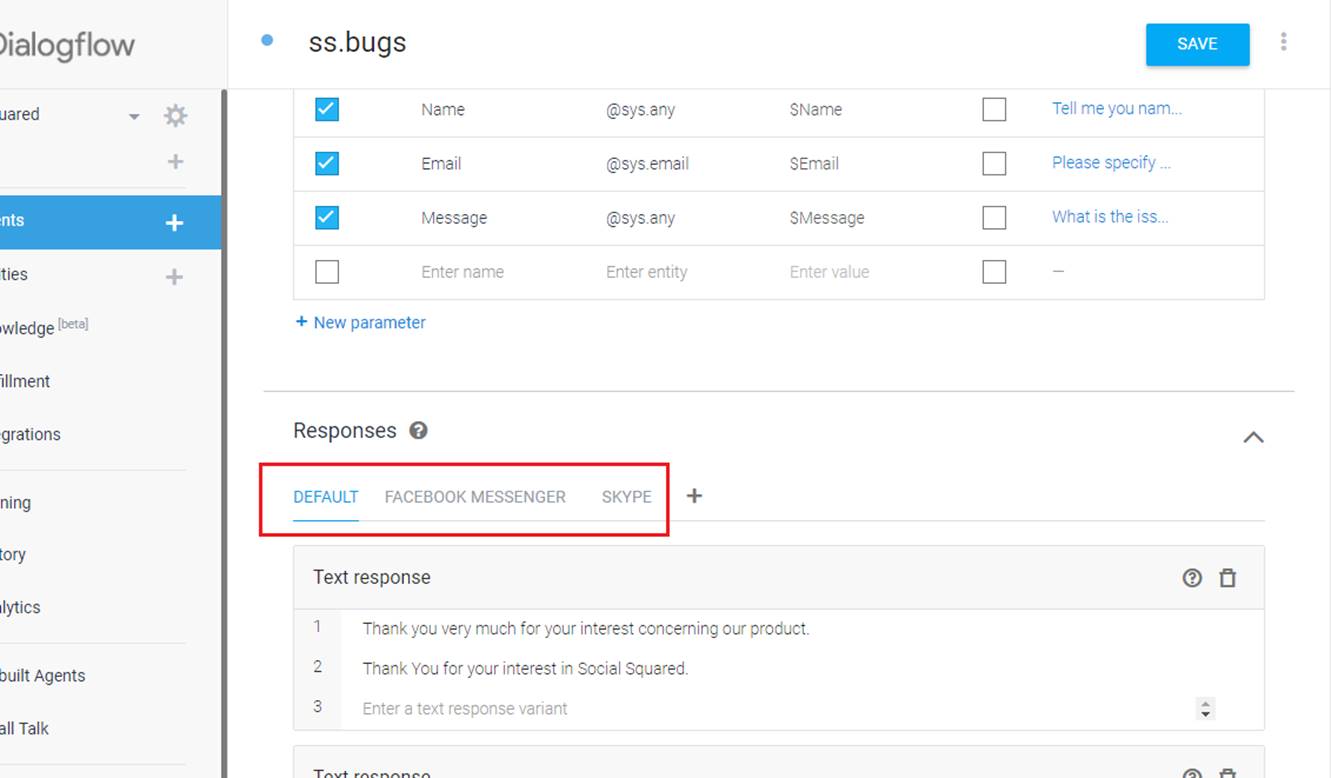 Dialogflow
ss.bugs
SAVE
uared
Name @sys.any $Name Tell me you nam...
Email @sys.email $Email Please specify ...
ents
Message @sys.any $Message What is the iss...
ities
Enter name Enter entity Enter value –
owledge [beta]
+ New parameter
illment
egrations
Responses
DEFAULT FACEBOOK MESSENGER SKYPE +
ning
tory
Text response
alytics
1 Thank you very much for your interest concerning our product.
2 Thank You for your interest in Social Squared.
built Agents
3 Enter a text response variant
all Talk
Text response